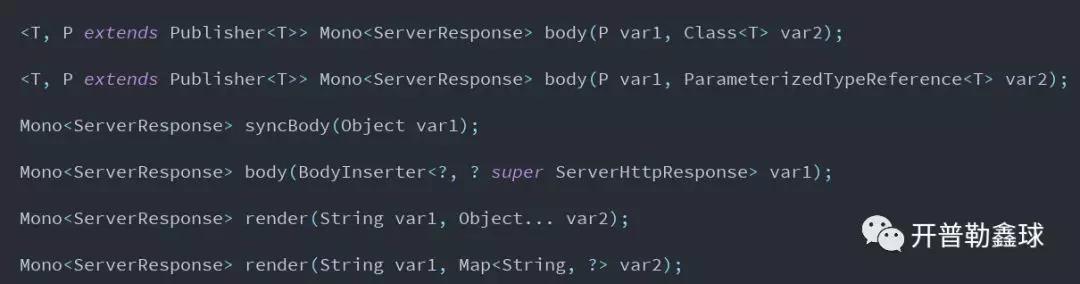 <T, P extends Publisher<T>> Mono<ServerResponse> body(P var1, Class<T> var2);
<T, P extends Publisher<T>> Mono<ServerResponse> body(P var1, ParameterizedTypeReference<T> var2);
Mono<ServerResponse> syncBody(Object var1);
Mono<ServerResponse> body(BodyInserter<?, ? super ServerHttpResponse> var1);
Mono<ServerResponse> render(String var1, Object... var2);
Mono<ServerResponse> render(String var1, Map<String, ?> var2);
开普勒鑫球